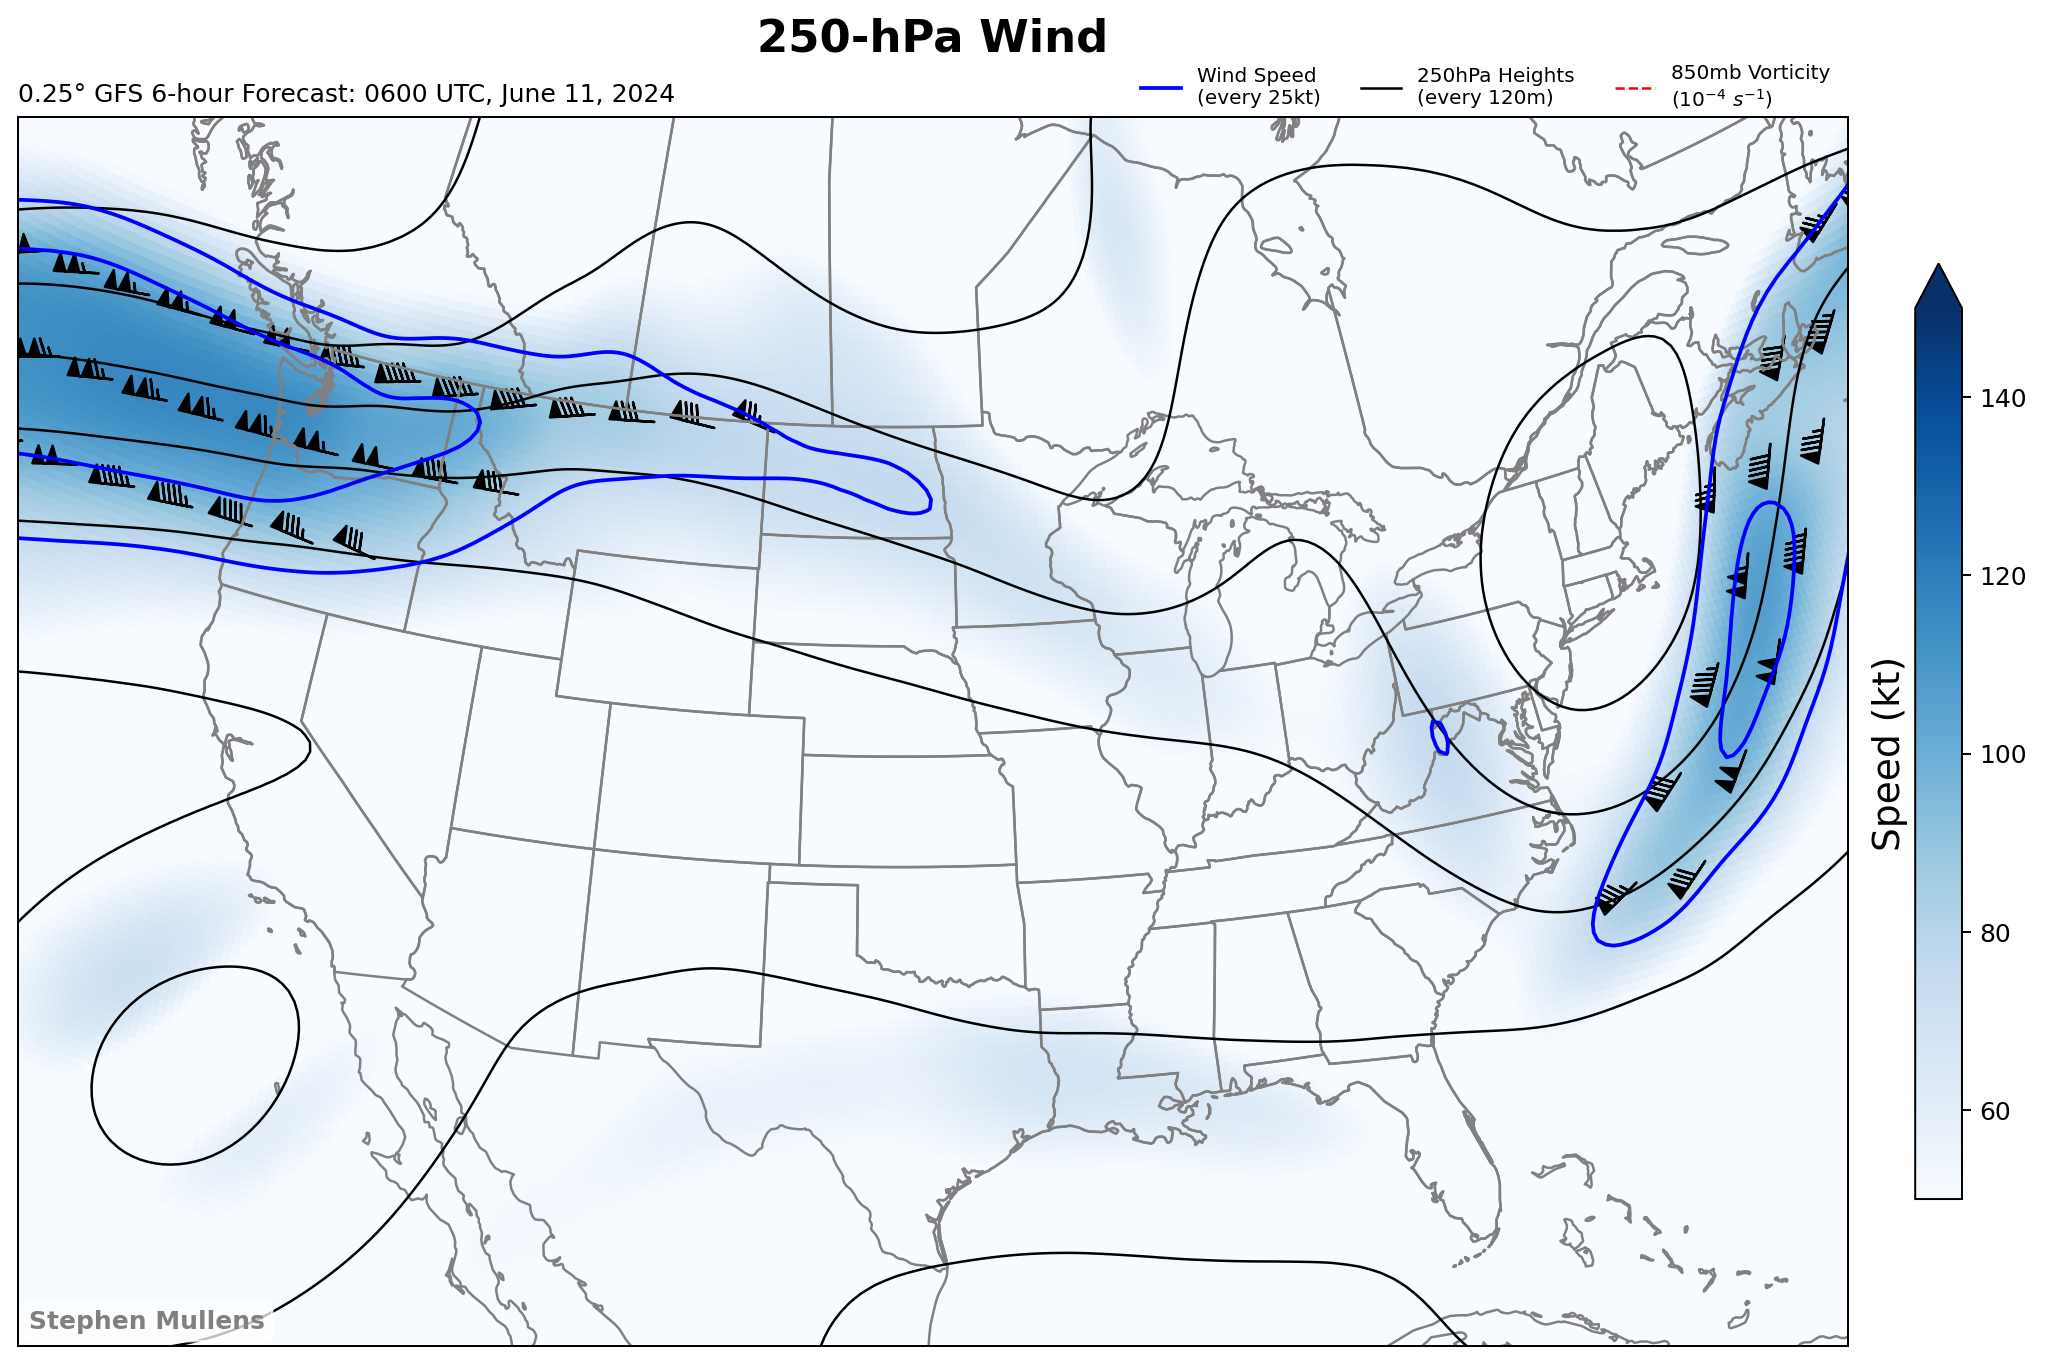 250-hPa Wind
0.25° GFS 6-hour Forecast: 0600 UTC, June 11, 2024
Wind Speed
(every 25kt)
250hPa Heights
(every 120m)
850mb Vorticity
(10⁻⁴ s⁻¹)
140
120
100
80
60
Speed (kt)
Stephen Mullens